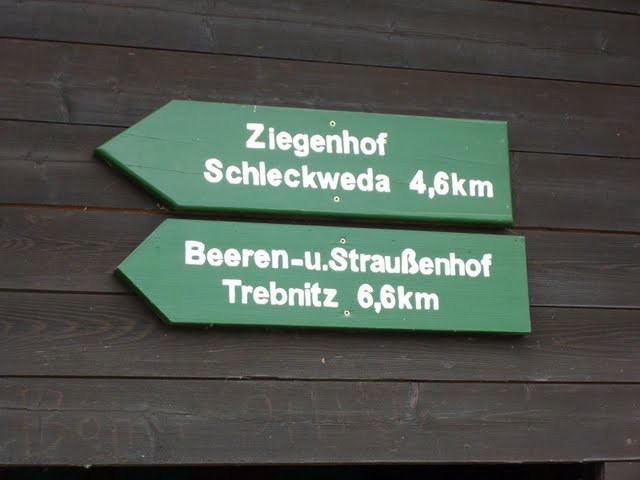 Ziegenhof
Schleckweda 4,6km
Beeren-u.Straußenhof
Trebnitz 6,6km